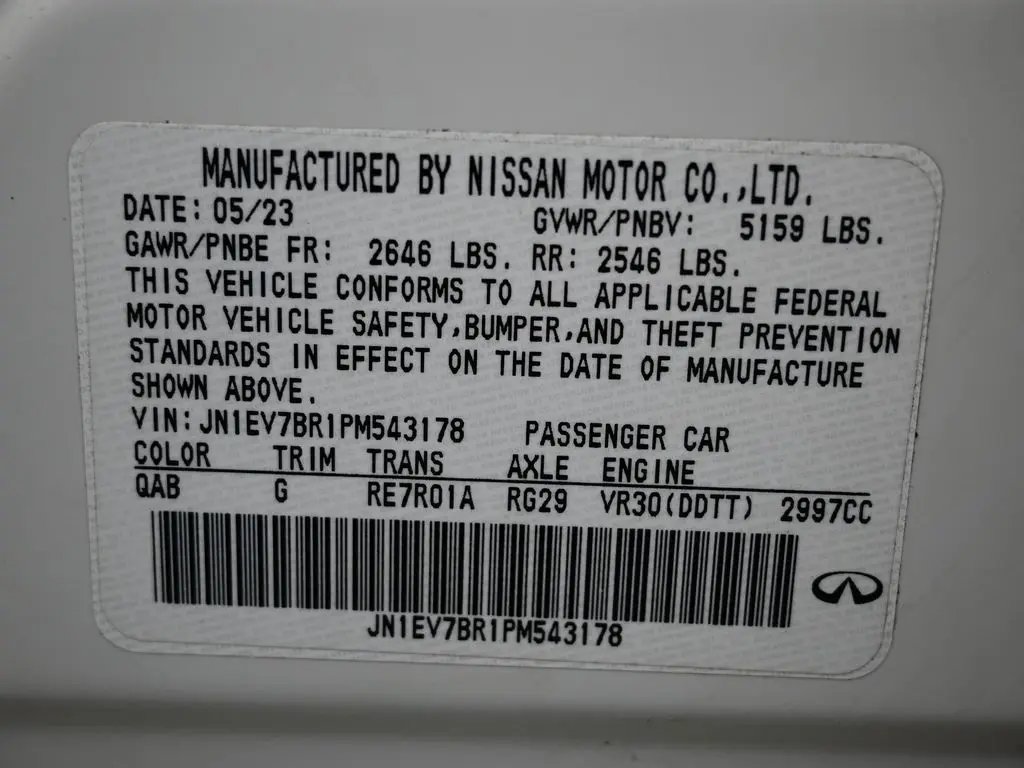 MANUFACTURED BY NISSAN MOTOR CO.,LTD.
DATE: 05/23 GVWR/PNBV: 5159 LBS.
GAWR/PNBE FR: 2646 LBS. RR: 2546 LBS.
THIS VEHICLE CONFORMS TO ALL APPLICABLE FEDERAL
MOTOR VEHICLE SAFETY,BUMPER,AND THEFT PREVENTION
STANDARDS IN EFFECT ON THE DATE OF MANUFACTURE
SHOWN ABOVE.
VIN:JN1EV7BR1PM543178 PASSENGER CAR
COLOR TRIM TRANS AXLE ENGINE
QAB G RE7R01A RG29 VR30(DDTT) 2997CC
JN1EV7BR1PM543178